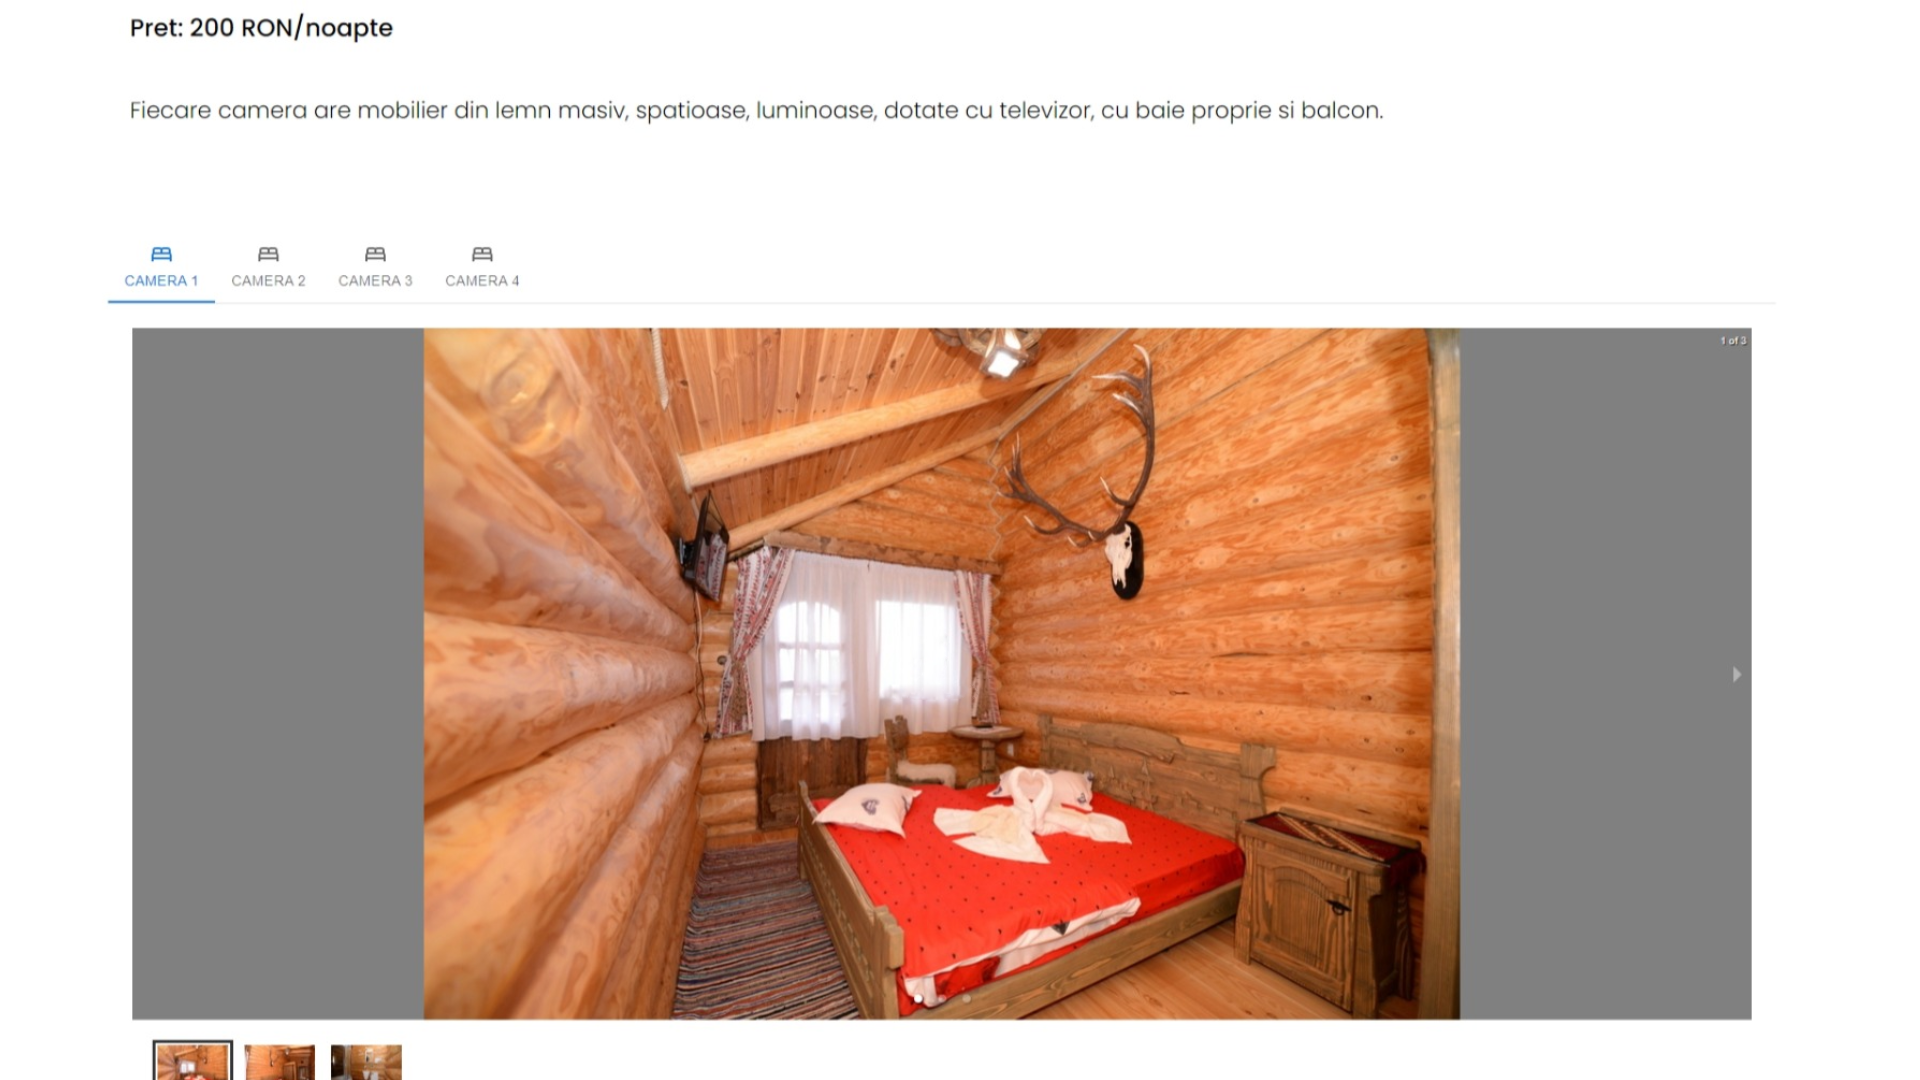 Pret: 200 RON/noapte
Fiecare camera are mobilier din lemn masiv, spatioase, luminoase, dotate cu televizor, cu baie proprie si balcon.
CAMERA 1
CAMERA 2
CAMERA 3
CAMERA 4
1 of 3